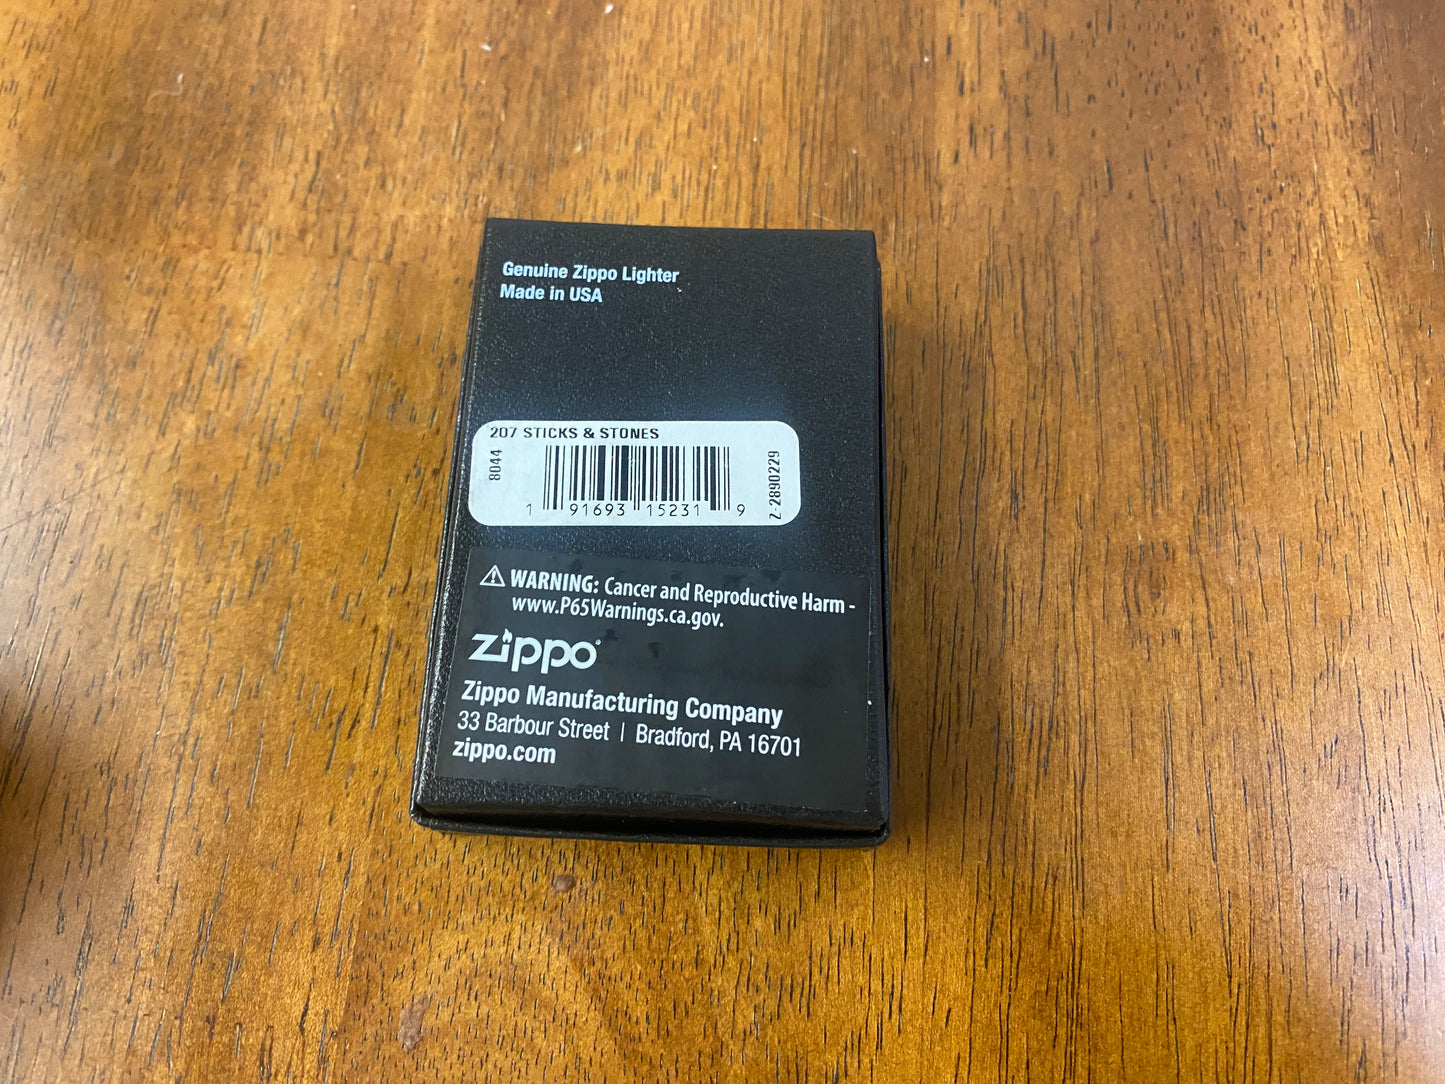 Genuine Zippo Lighter
Made in USA
207 STICKS & STONES
8044
1 91693 15231 9
Z-2890229
⚠ WARNING: Cancer and Reproductive Harm -
www.P65Warnings.ca.gov.
zippo®
Zippo Manufacturing Company
33 Barbour Street | Bradford, PA 16701
zippo.com